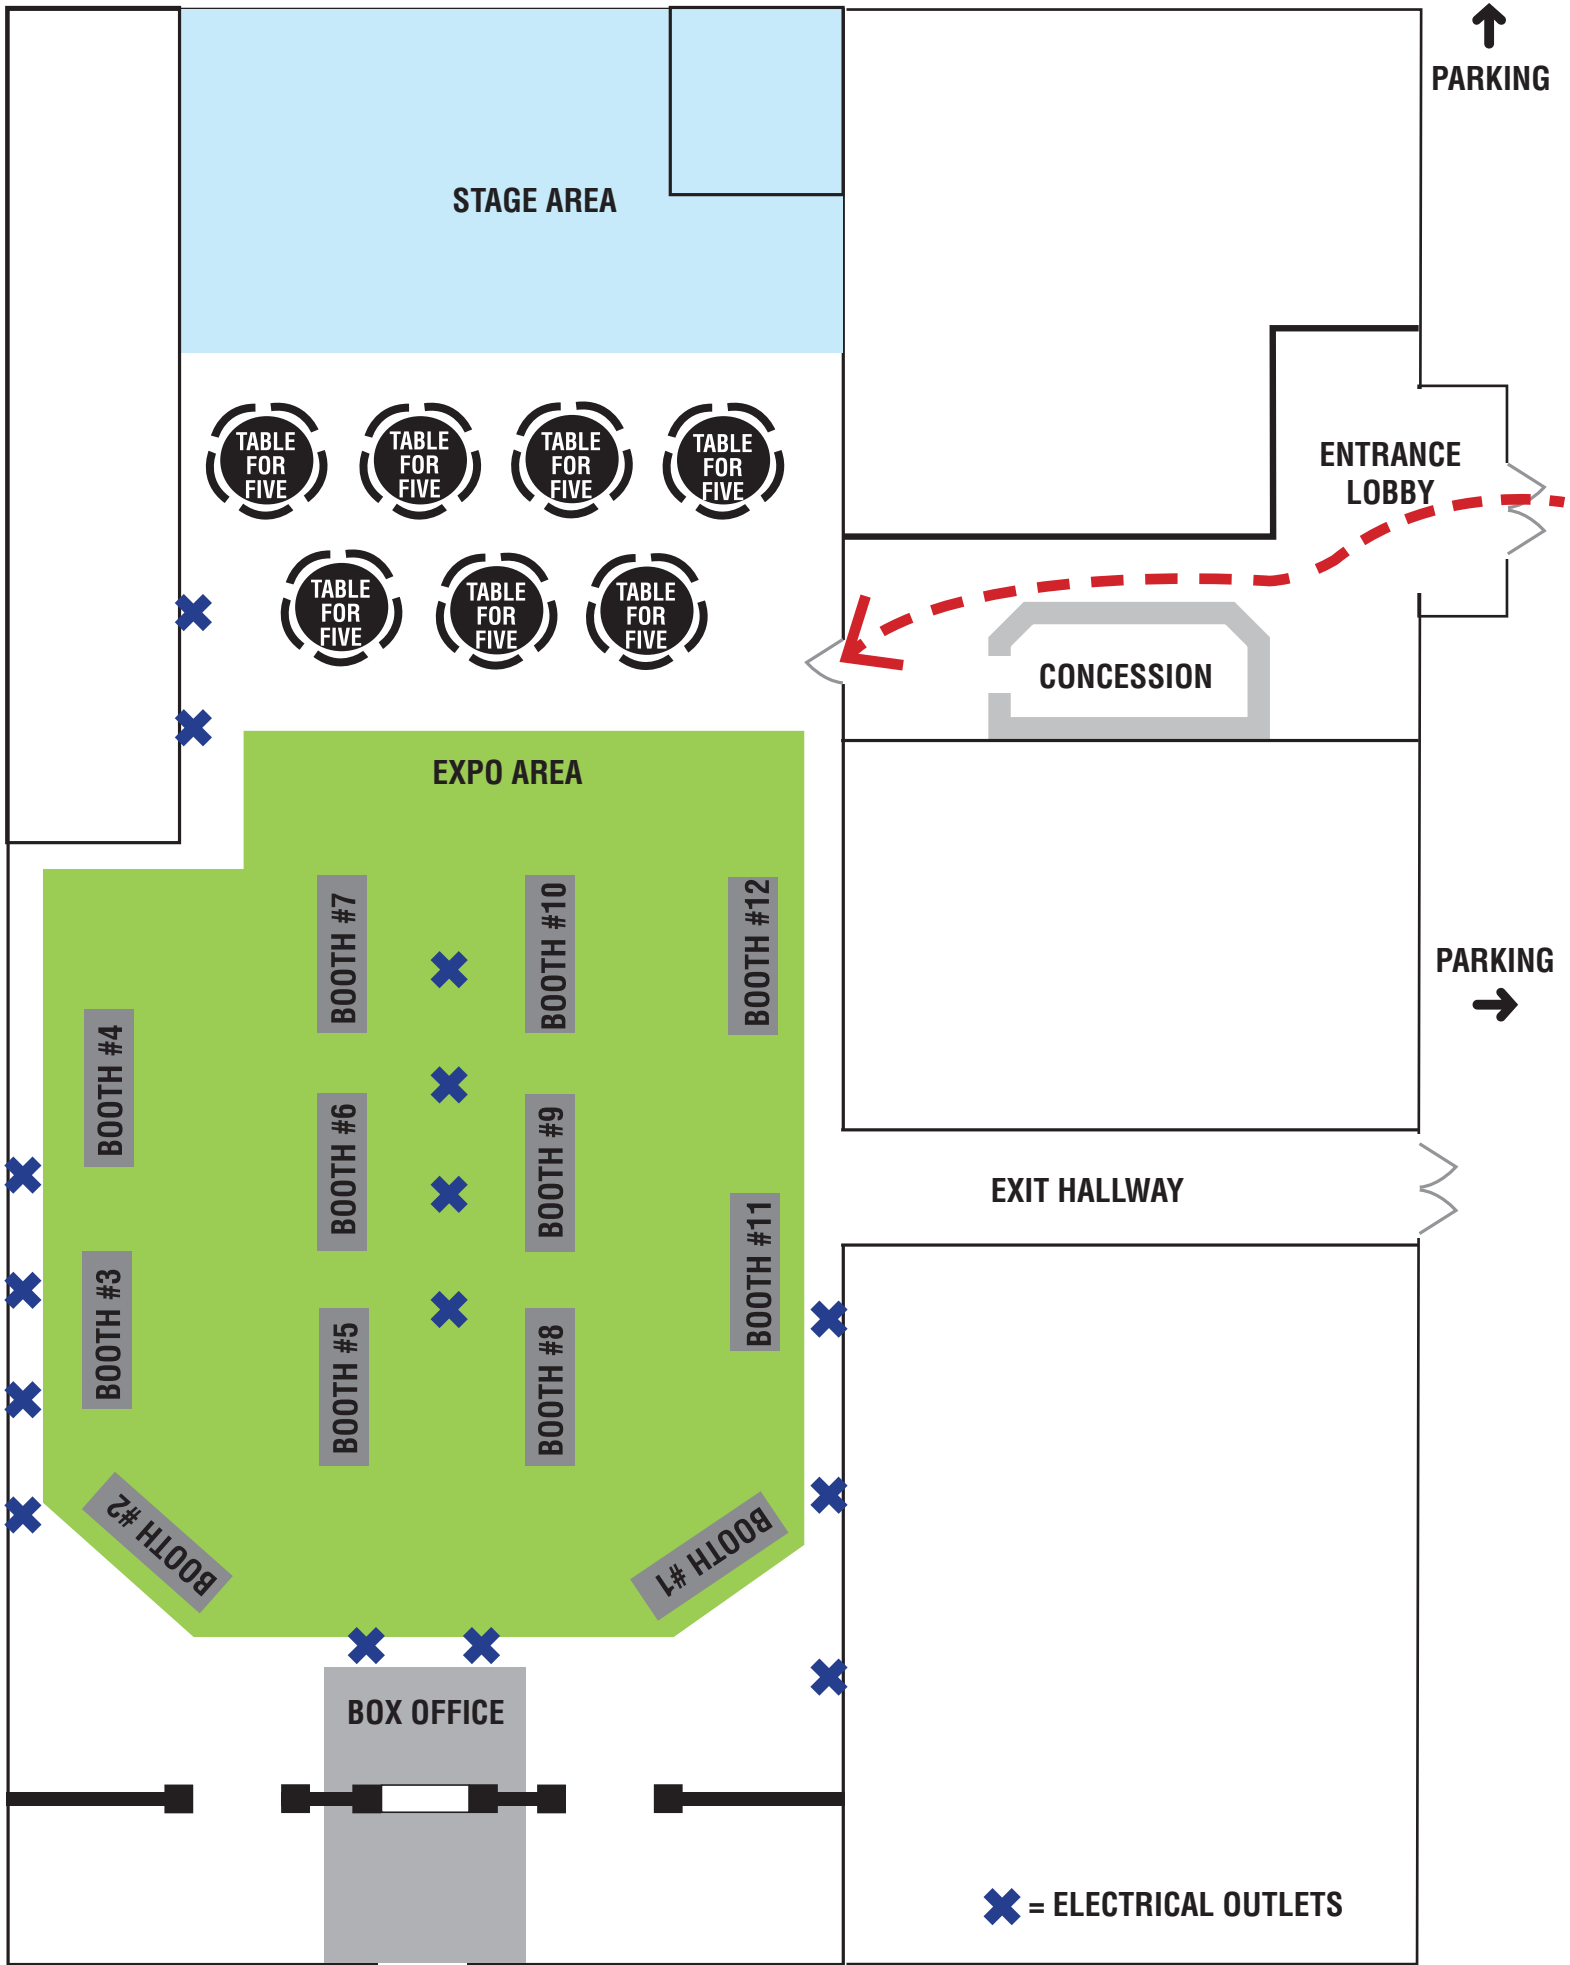 PARKING
STAGE AREA
TABLE
FOR
FIVE
TABLE
FOR
FIVE
TABLE
FOR
FIVE
TABLE
FOR
FIVE
ENTRANCE
LOBBY
TABLE
FOR
FIVE
TABLE
FOR
FIVE
TABLE
FOR
FIVE
CONCESSION
EXPO AREA
BOOTH #7
BOOTH #10
BOOTH #12
PARKING
BOOTH #4
BOOTH #6
BOOTH #9
EXIT HALLWAY
BOOTH #11
BOOTH #3
BOOTH #5
BOOTH #8
BOOTH #2
BOOTH #1
BOX OFFICE
= ELECTRICAL OUTLETS